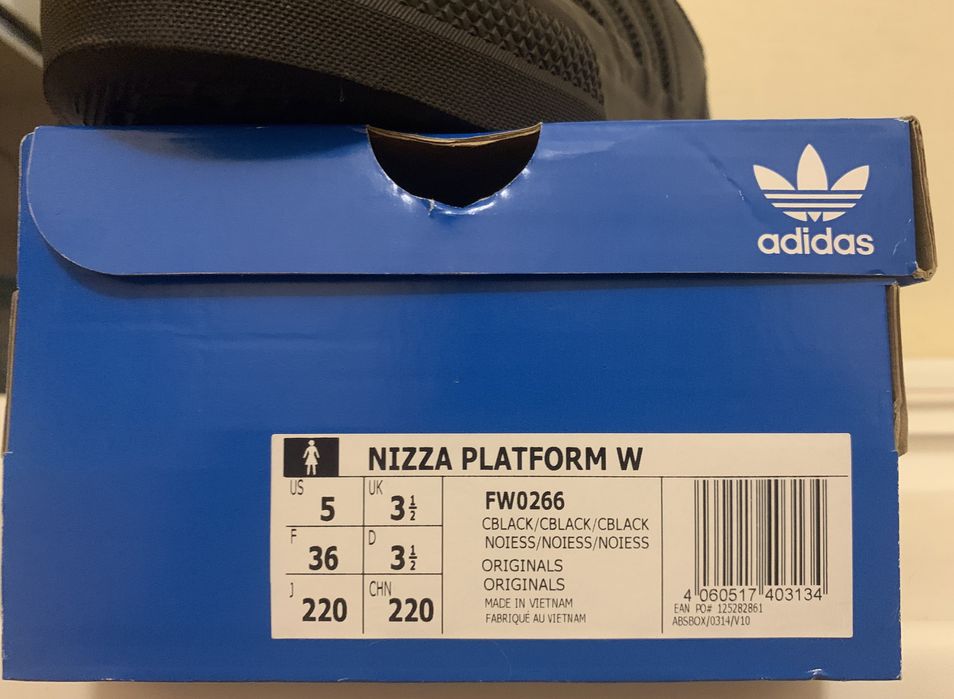 adidas
NIZZA PLATFORM W
US 5 UK 3½
F 36 D 3½
J 220 CHN 220
FW0266
CBLACK/CBLACK/CBLACK
NOIESS/NOIESS/NOIESS
ORIGINALS
ORIGINALS
MADE IN VIETNAM
FABRIQUÉ AU VIETNAM
4 060517 403134
EAN PO# 125282861
ABSBOX/0314/V10